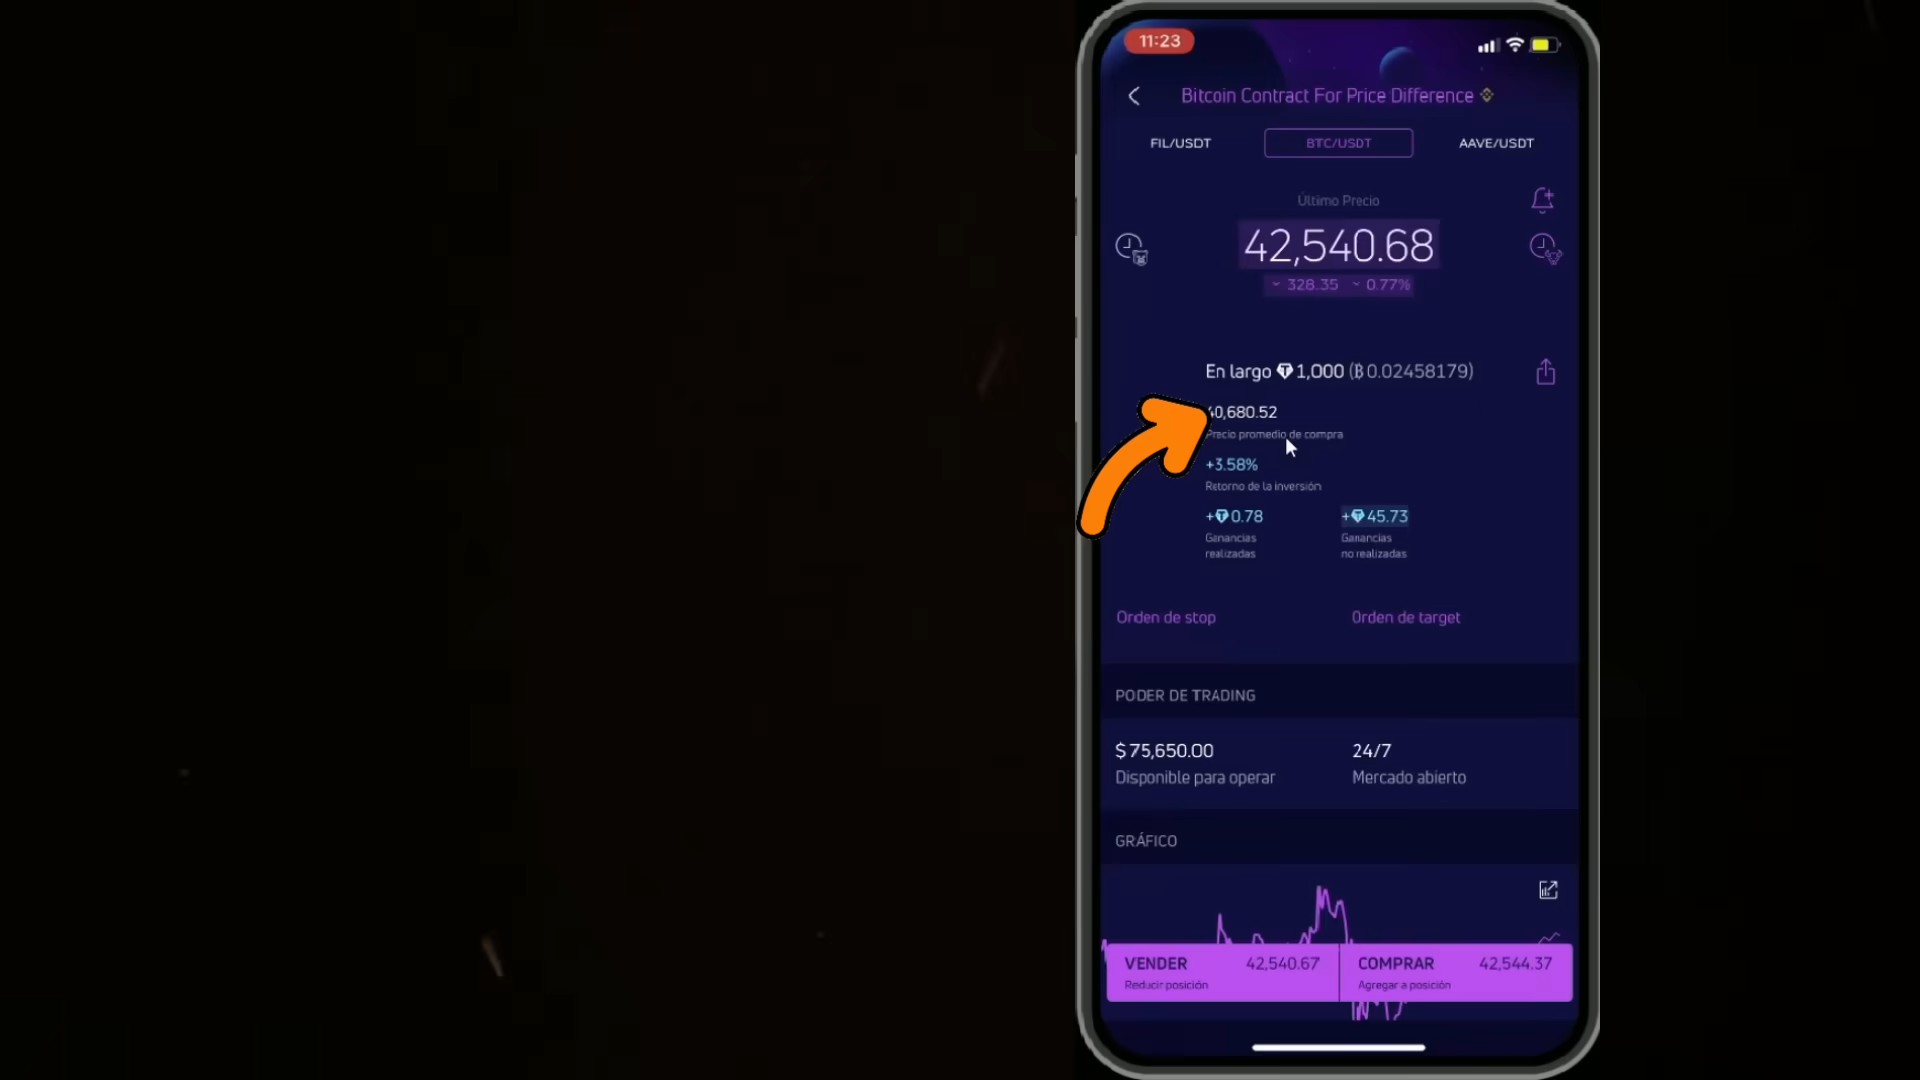 11:23
Bitcoin Contract For Price Difference
FIL/USDT BTC/USDT AAVE/USDT
Último Precio
42,540.68
328.35 0.77%
En largo 1,000 (₿0.02458179)
40,680.52
Precio promedio de compra
+3.58%
Retorno de la inversión
+0.78 +45.73
Ganancias realizadas Ganancias no realizadas
Orden de stop Orden de target
PODER DE TRADING
$75,650.00 24/7
Disponible para operar Mercado abierto
GRÁFICO
VENDER 42,540.67 COMPRAR 42,544.37
Reducir posición Agregar a posición